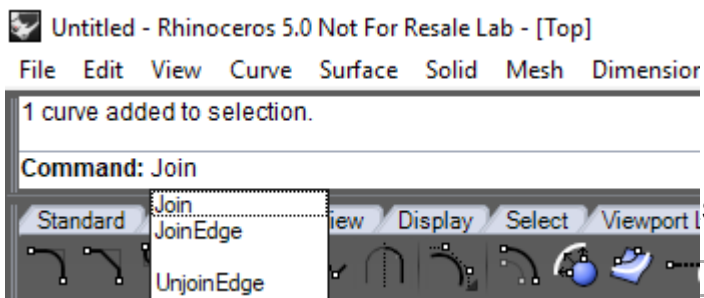 Untitled - Rhinoceros 5.0 Not For Resale Lab - [Top]
File Edit View Curve Surface Solid Mesh Dimension
1 curve added to selection.
Command: Join
Join
JoinEdge
UnjoinEdge
Standard iew Display Select Viewport L